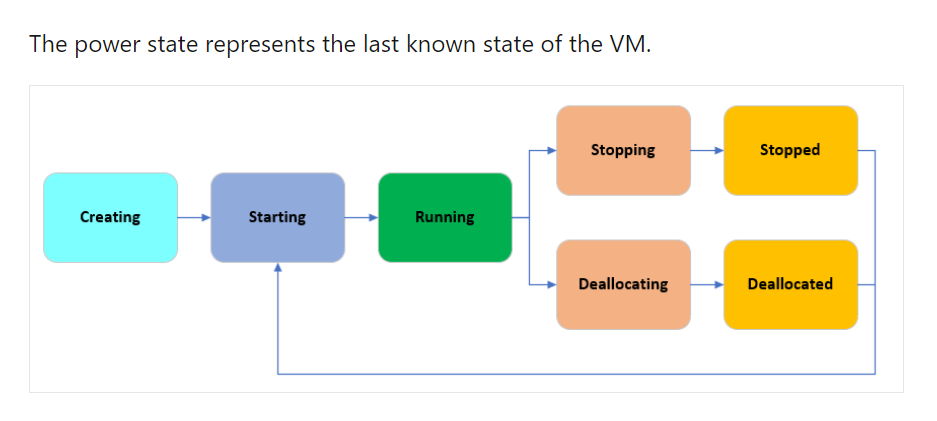 The power state represents the last known state of the VM.
Stopping
Stopped
Creating
Starting
Running
Deallocating
Deallocated